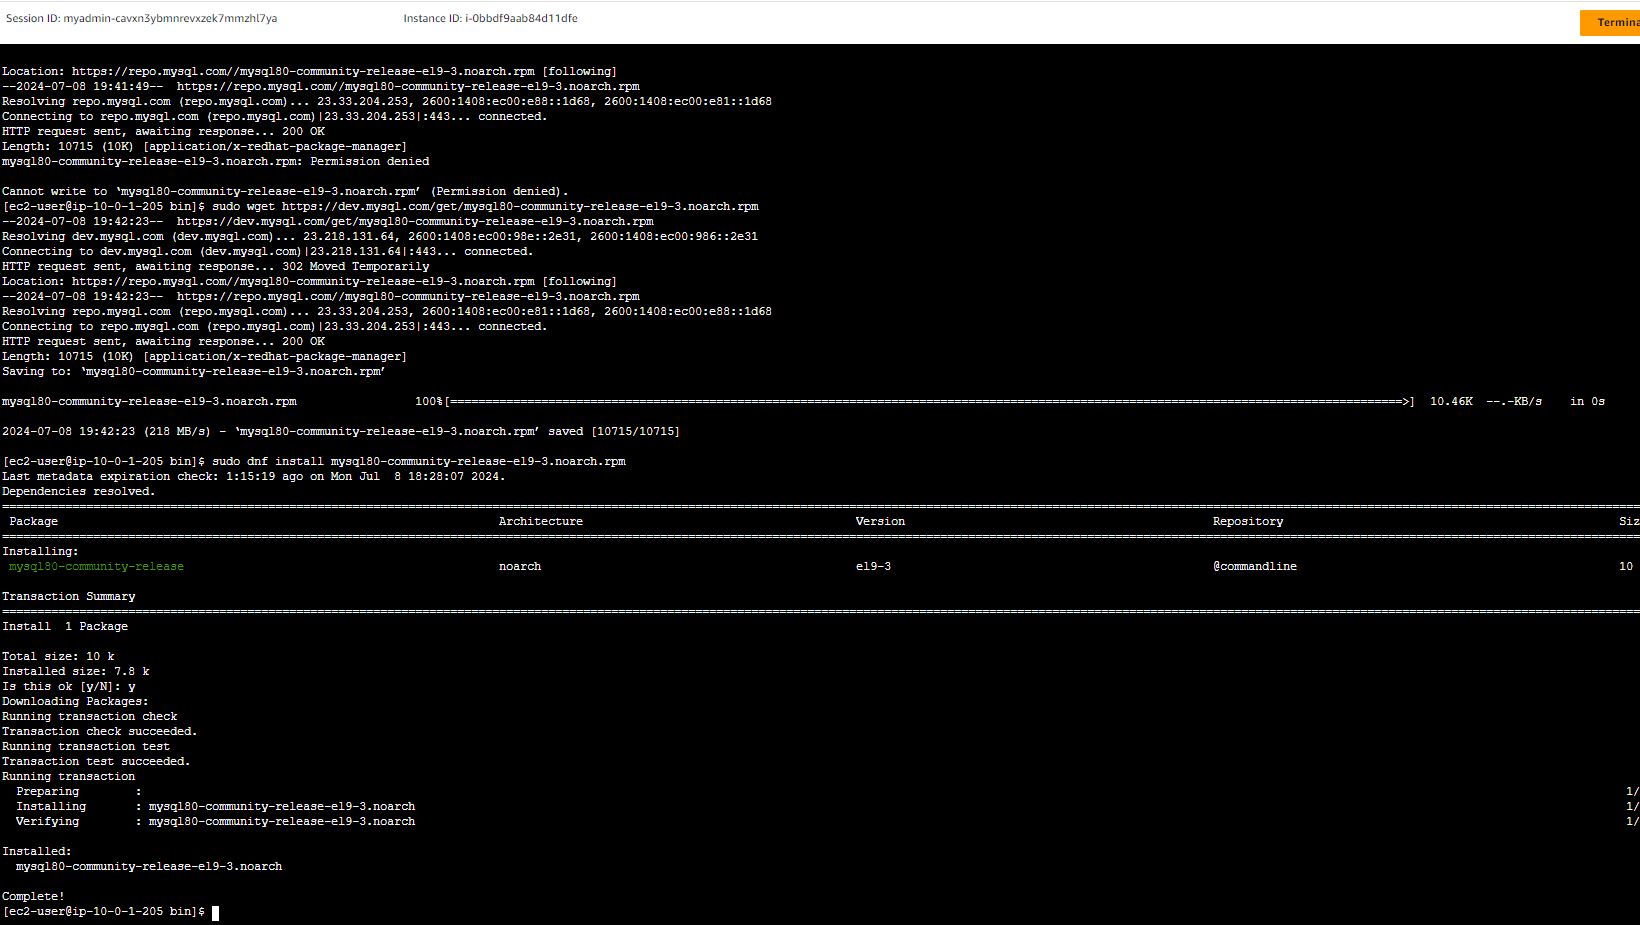 Session ID: myadmin-cavxn3ybmnrevxzek7mmzhl7ya Instance ID: i-0bbdf9aab84d11dfe Termina
Location: https://repo.mysql.com//mysql80-community-release-el9-3.noarch.rpm [following]
--2024-07-08 19:41:49-- https://repo.mysql.com//mysql80-community-release-el9-3.noarch.rpm
Resolving repo.mysql.com (repo.mysql.com)... 23.33.204.253, 2600:1408:ec00:e88::1d68, 2600:1408:ec00:e81::1d68
Connecting to repo.mysql.com (repo.mysql.com)|23.33.204.253|:443... connected.
HTTP request sent, awaiting response... 200 OK
Length: 10715 (10K) [application/x-redhat-package-manager]
mysql80-community-release-el9-3.noarch.rpm: Permission denied
Cannot write to ‘mysql80-community-release-el9-3.noarch.rpm’ (Permission denied).
[ec2-user@ip-10-0-1-205 bin]$ sudo wget https://dev.mysql.com/get/mysql80-community-release-el9-3.noarch.rpm
--2024-07-08 19:42:23-- https://dev.mysql.com/get/mysql80-community-release-el9-3.noarch.rpm
Resolving dev.mysql.com (dev.mysql.com)... 23.218.131.64, 2600:1408:ec00:98e::2e31, 2600:1408:ec00:986::2e31
Connecting to dev.mysql.com (dev.mysql.com)|23.218.131.64|:443... connected.
HTTP request sent, awaiting response... 302 Moved Temporarily
Location: https://repo.mysql.com//mysql80-community-release-el9-3.noarch.rpm [following]
--2024-07-08 19:42:23-- https://repo.mysql.com//mysql80-community-release-el9-3.noarch.rpm
Resolving repo.mysql.com (repo.mysql.com)... 23.33.204.253, 2600:1408:ec00:e81::1d68, 2600:1408:ec00:e88::1d68
Connecting to repo.mysql.com (repo.mysql.com)|23.33.204.253|:443... connected.
HTTP request sent, awaiting response... 200 OK
Length: 10715 (10K) [application/x-redhat-package-manager]
Saving to: ‘mysql80-community-release-el9-3.noarch.rpm’
mysql80-community-release-el9-3.noarch.rpm 100%[=====================================================>] 10.46K --.-KB/s in 0s
2024-07-08 19:42:23 (218 MB/s) - ‘mysql80-community-release-el9-3.noarch.rpm’ saved [10715/10715]
[ec2-user@ip-10-0-1-205 bin]$ sudo dnf install mysql80-community-release-el9-3.noarch.rpm
Last metadata expiration check: 1:15:19 ago on Mon Jul 8 18:28:07 2024.
Dependencies resolved.
Package Architecture Version Repository Siz
Installing:
mysql80-community-release noarch el9-3 @commandline 10
Transaction Summary
Install 1 Package
Total size: 10 k
Installed size: 7.8 k
Is this ok [y/N]: y
Downloading Packages:
Running transaction check
Transaction check succeeded.
Running transaction test
Transaction test succeeded.
Running transaction
Preparing : 1/
Installing : mysql80-community-release-el9-3.noarch 1/
Verifying : mysql80-community-release-el9-3.noarch 1/
Installed:
mysql80-community-release-el9-3.noarch
Complete!
[ec2-user@ip-10-0-1-205 bin]$